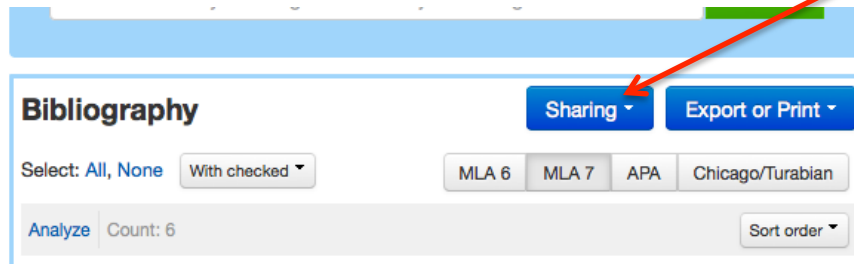 Bibliography Sharing Export or Print
Select: All, None With checked MLA 6 MLA 7 APA Chicago/Turabian
Analyze Count: 6 Sort order